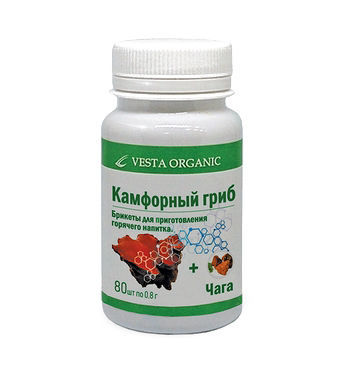 VESTA ORGANIC
Камфорный гриб
Брикеты для приготовления
горячего напитка.
+
80 шт по 0,8 г
Чага